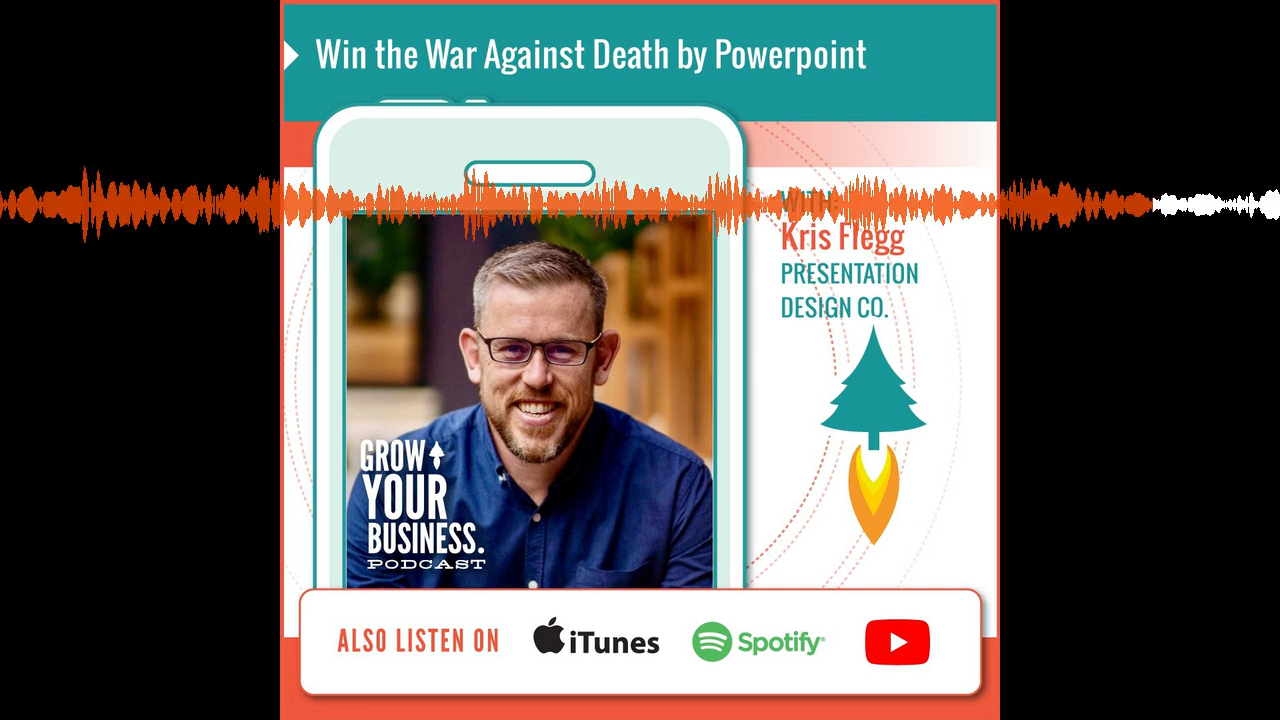 Win the War Against Death by Powerpoint
WITH:
Kris Flegg
PRESENTATION
DESIGN CO.
GROW
YOUR
BUSINESS.
PODCAST
ALSO LISTEN ON
iTunes
Spotify